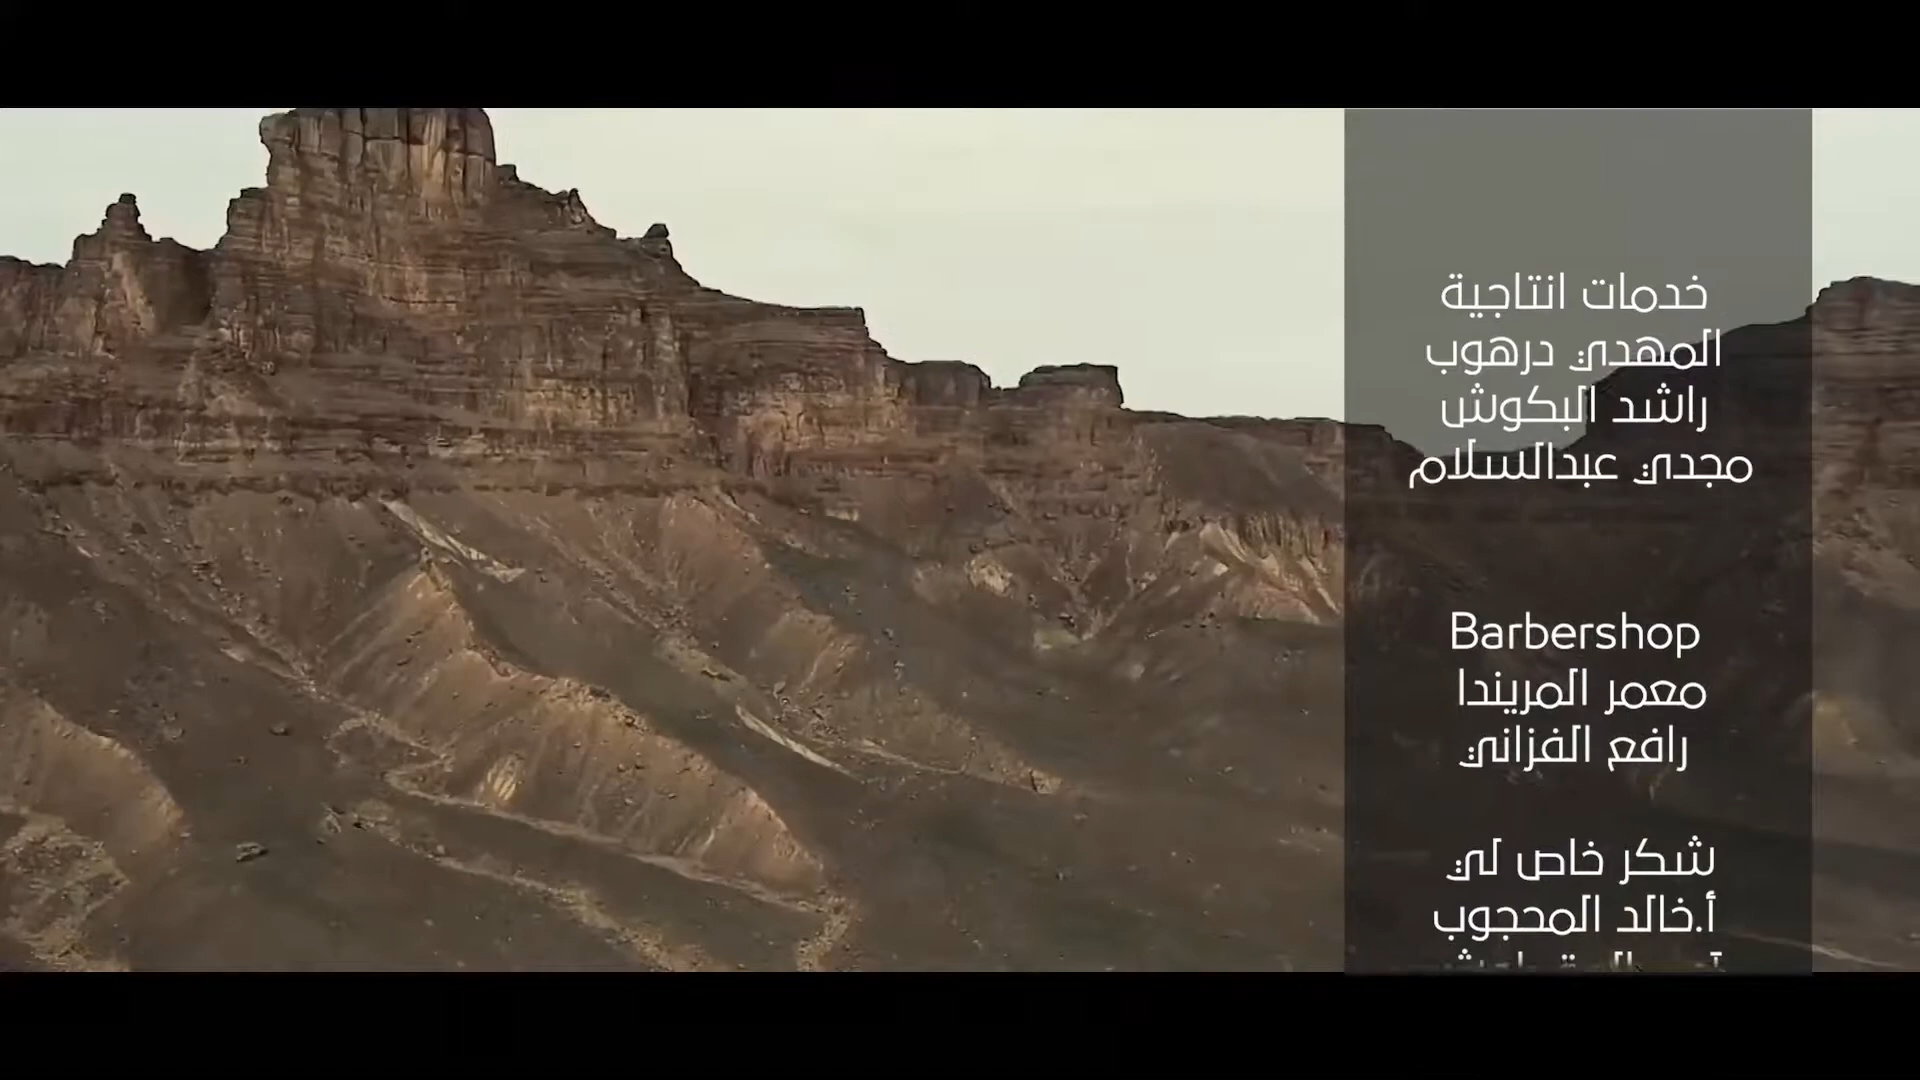 خدمات انتاجية
المهدي درهوب
راشد البكوش
مجدي عبدالسلام
Barbershop
معمر المريندا
رافع الفزاني
شكر خاص لي
أ.خالد المحجوب